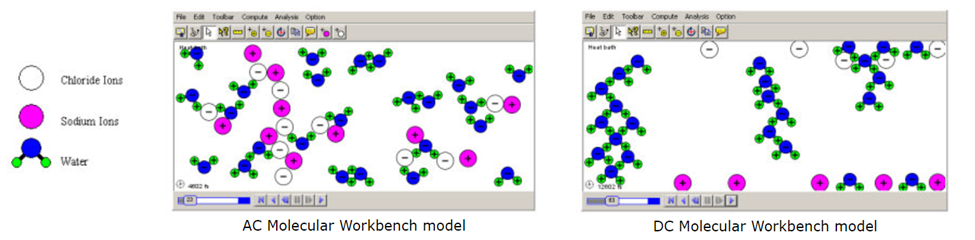 File Edit Toolbar Compute Analysis Option
File Edit Toolbar Compute Analysis Option
Heat bath
Heat bath
Chloride Ions
Sodium Ions
Water
4802 fs
12802 fs
AC Molecular Workbench model
DC Molecular Workbench model